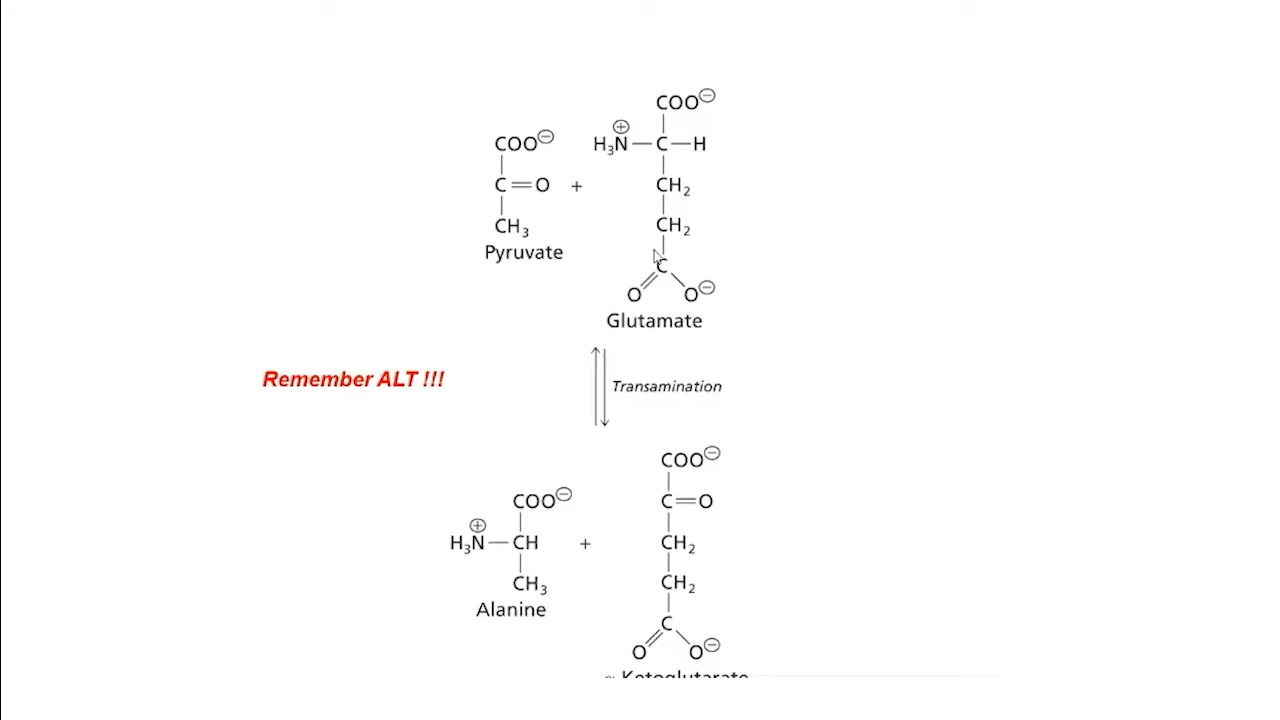 COO⊖
C=O
CH₃
Pyruvate
+
COO⊖
⊕
H₃N—C—H
CH₂
CH₂
C
O O⊖
Glutamate
Remember ALT !!!
Transamination
COO⊖
⊕
H₃N—CH
CH₃
Alanine
+
COO⊖
C=O
CH₂
CH₂
C
O O⊖
α-Ketoglutarate